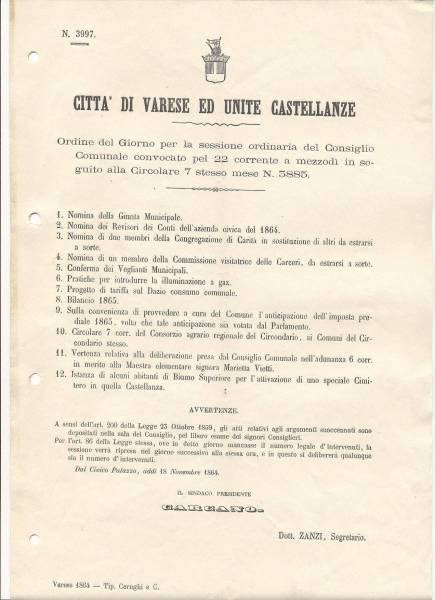 N. 3997.
CITTA' DI VARESE ED UNITE CASTELLANZE
Ordine del Giorno per la sessione ordinaria del Consiglio
Comunale convocato pel 22 corrente a mezzodì in se-
guito alla Circolare 7 stesso mese N. 3885.
1. Nomina della Giunta Municipale.
2. Nomina dei Revisori dei Conti dell'azienda civica del 1864.
3. Nomina di due membri della Congregazione di Carità in sostituzione di altri da estrarsi
a sorte.
4. Nomina di un membro della Commissione visitatrice delle Carceri, da estrarsi a sorte.
5. Conferma dei Veglianti Municipali.
6. Pratiche per introdurre la illuminazione a gaz.
7. Progetto di tariffa sul Dazio consumo comunale.
8. Bilancio 1865.
9. Sulla convenienza di provvedere a cura del Comune l'anticipazione dell'imposta pre-
diale 1865, volta che tale anticipazione sia votata dal Parlamento.
10. Circolare 7 corr. del Consorzio agrario regionale del Circondario, ai Comuni del Cir-
condario stesso.
11. Vertenza relativa alla deliberazione presa dal Consiglio Comunale nell'adunanza 6 corr.
in merito alla Maestra elementare signora Marietta Vietti.
12. Istanza di alcuni abitanti di Biumo Superiore per l'attivazione di uno speciale Cimi-
tero in quella Castellanza.
AVVERTENZE.
A sensi dell'art. 200 della Legge 23 Ottobre 1859, gli atti relativi agli argomenti suaccennati sono
depositati nella sala del Consiglio, pel libero esame dei signori Consiglieri.
Per l'art. 86 della Legge stessa, ove in detto giorno mancasse il numero legale d'intervenuti, la
sessione verrà ripresa nel giorno successivo alla stessa ora, e in questo si delibererà qualunque
sia il numero d'intervenuti.
Dal Civico Palazzo, addì 18 Novembre 1864.
IL SINDACO PRESIDENTE
CARCANO.
Dott. ZANZI, Segretario.
Varese 1864 — Tip. Carughi e C.